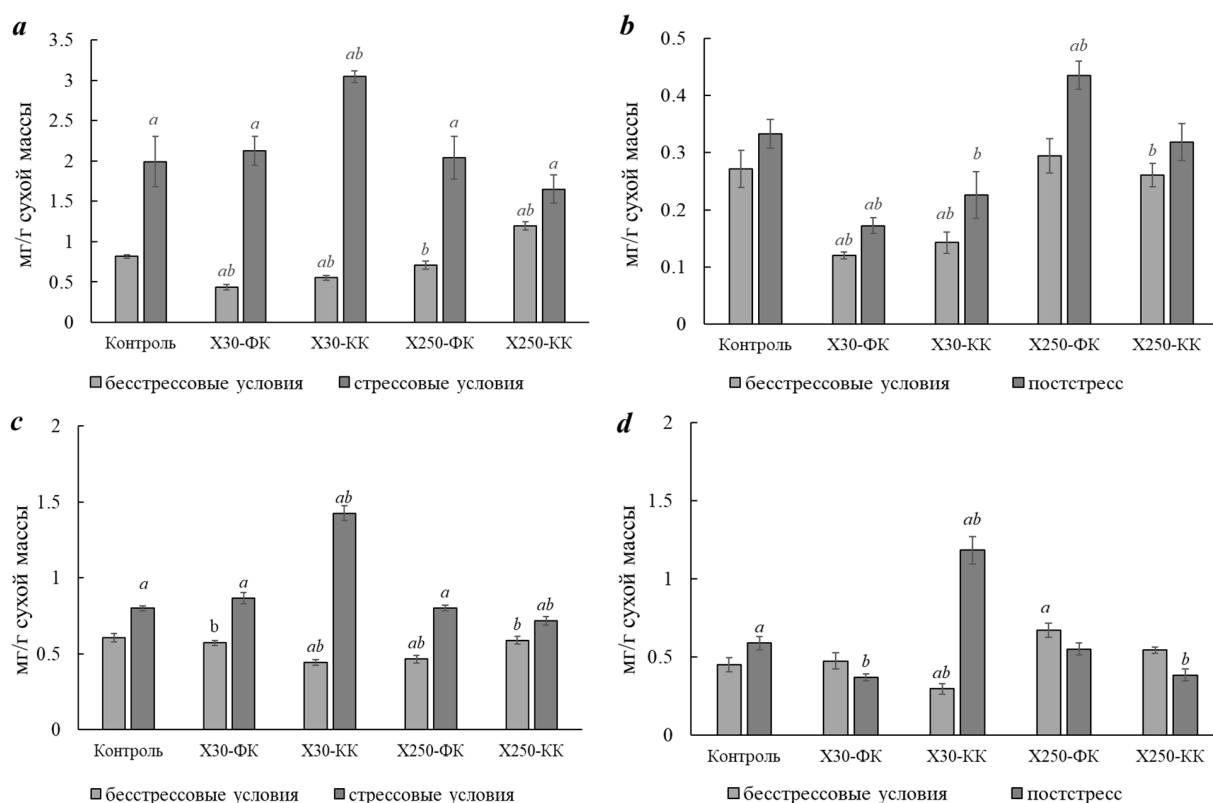 a
мг/г сухой массы
3.5
3
2.5
2
1.5
1
0.5
0
a
a
ab
a
a
ab
ab
b
ab
Контроль Х30-ФК Х30-КК Х250-ФК Х250-КК
бесстрессовые условия стрессовые условия
b
мг/г сухой массы
0.5
0.4
0.3
0.2
0.1
0
ab
ab
ab
b
ab
b
Контроль Х30-ФК Х30-КК Х250-ФК Х250-КК
бесстрессовые условия постстресс
c
мг/г сухой массы
2
1.5
1
0.5
0
a
b
a
ab
ab
ab
a
b
ab
Контроль Х30-ФК Х30-КК Х250-ФК Х250-КК
бесстрессовые условия стрессовые условия
d
мг/г сухой массы
2
1.5
1
0.5
0
a
b
ab
ab
a
b
Контроль Х30-ФК Х30-КК Х250-ФК Х250-КК
бесстрессовые условия постстресс